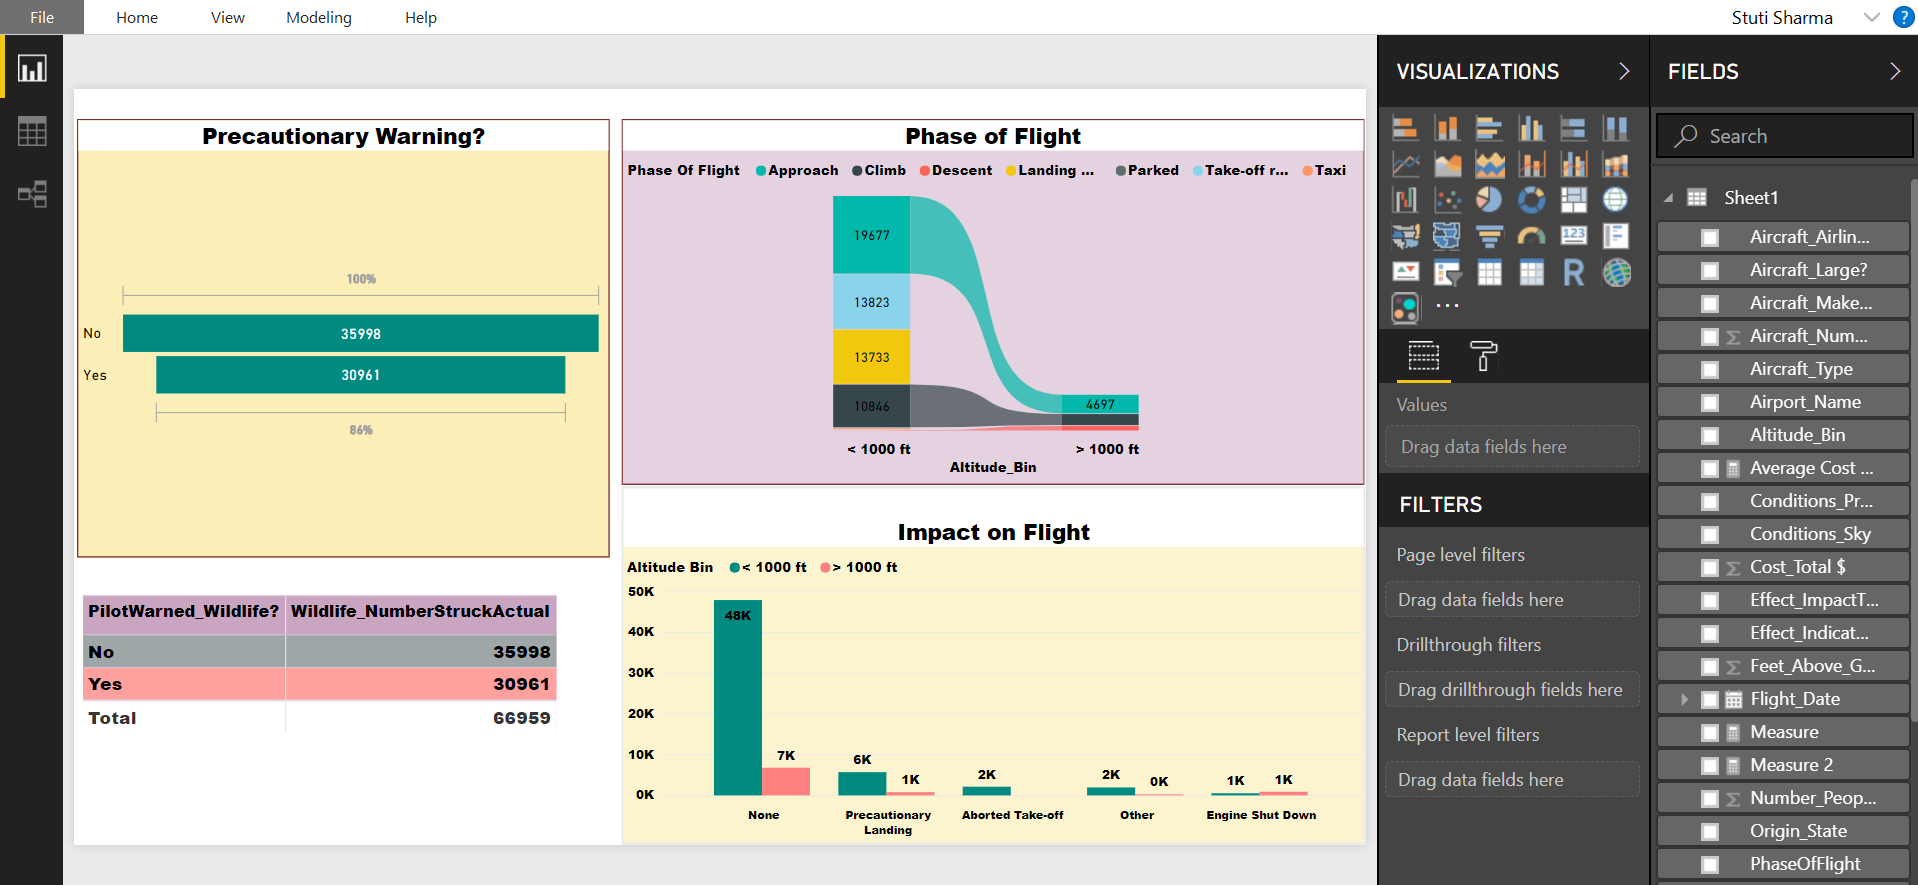 File Home View Modeling Help Stuti Sharma ?
Precautionary Warning?
100%
No 35998
Yes 30961
86%
PilotWarned_Wildlife? Wildlife_NumberStruckActual
No 35998
Yes 30961
Total 66959
Phase of Flight
Phase Of Flight Approach Climb Descent Landing ... Parked Take-off r... Taxi
19677
13823
13733
10846
4697
< 1000 ft > 1000 ft
Altitude_Bin
Impact on Flight
Altitude Bin < 1000 ft > 1000 ft
50K
40K
30K
20K
10K
0K
48K 7K 6K 1K 2K 2K 0K 1K 1K
None Precautionary Landing Aborted Take-off Other Engine Shut Down
VISUALIZATIONS
123
R
...
Values
Drag data fields here
FILTERS
Page level filters
Drag data fields here
Drillthrough filters
Drag drillthrough fields here
Report level filters
Drag data fields here
FIELDS
Search
Sheet1
Aircraft_Airlin...
Aircraft_Large?
Aircraft_Make...
Σ Aircraft_Num...
Aircraft_Type
Airport_Name
Altitude_Bin
Average Cost ...
Conditions_Pr...
Conditions_Sky
Σ Cost_Total $
Effect_ImpactT...
Effect_Indicat...
Σ Feet_Above_G...
Flight_Date
Measure
Measure 2
Σ Number_Peop...
Origin_State
PhaseOfFlight